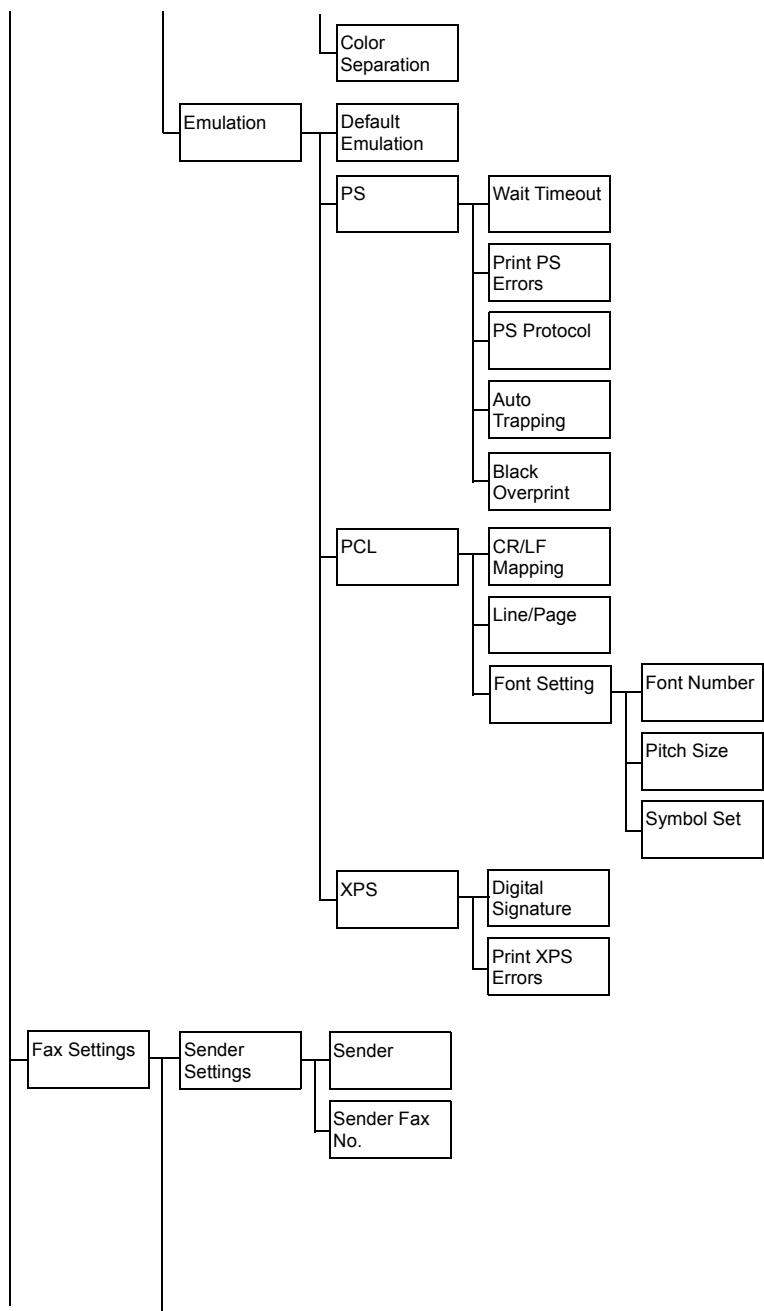 Color
Separation
Emulation
Default
Emulation
PS
Wait Timeout
Print PS
Errors
PS Protocol
Auto
Trapping
Black
Overprint
PCL
CR/LF
Mapping
Line/Page
Font Setting
Font Number
Pitch Size
Symbol Set
XPS
Digital
Signature
Print XPS
Errors
Fax Settings
Sender
Settings
Sender
Sender Fax
No.